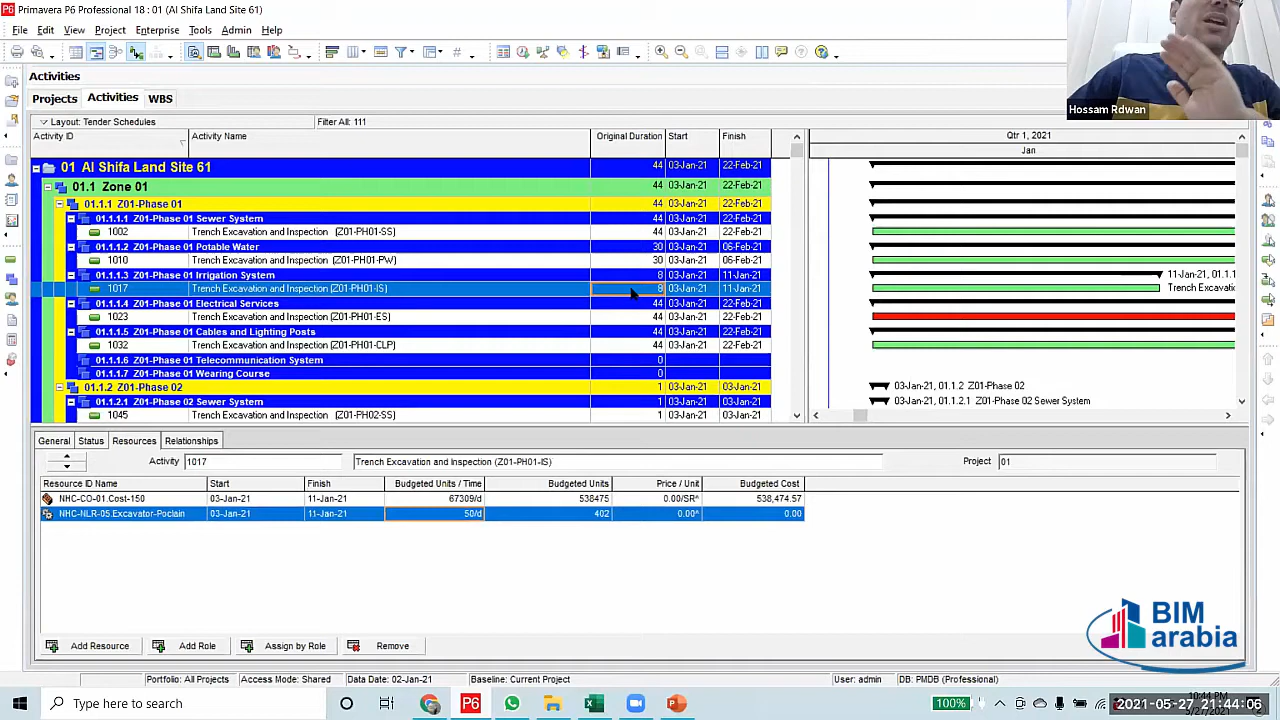 Primavera P6 Professional 18 : 01 (Al Shifa Land Site 61)
File Edit View Project Enterprise Tools Admin Help
Hossam Rdwan
Activities
Projects Activities WBS
Layout: Tender Schedules Filter All: 111
Activity ID Activity Name Original Duration Start Finish Qtr 1, 2021
Jan
01 Al Shifa Land Site 61 44 03-Jan-21 22-Feb-21
01.1 Zone 01 44 03-Jan-21 22-Feb-21
01.1.1 Z01-Phase 01 44 03-Jan-21 22-Feb-21
01.1.1.1 Z01-Phase 01 Sewer System 44 03-Jan-21 22-Feb-21
1002 Trench Excavation and Inspection (Z01-PH01-SS) 44 03-Jan-21 22-Feb-21
01.1.1.2 Z01-Phase 01 Potable Water 30 03-Jan-21 06-Feb-21
1010 Trench Excavation and Inspection (Z01-PH01-PW) 30 03-Jan-21 06-Feb-21
01.1.1.3 Z01-Phase 01 Irrigation System 8 03-Jan-21 11-Jan-21 11-Jan-21, 01.1.1
1017 Trench Excavation and Inspection (Z01-PH01-IS) 8 03-Jan-21 11-Jan-21 Trench Excavatio
01.1.1.4 Z01-Phase 01 Electrical Services 44 03-Jan-21 22-Feb-21
1023 Trench Excavation and Inspection (Z01-PH01-ES) 44 03-Jan-21 22-Feb-21
01.1.1.5 Z01-Phase 01 Cables and Lighting Posts 44 03-Jan-21 22-Feb-21
1032 Trench Excavation and Inspection (Z01-PH01-CLP) 44 03-Jan-21 22-Feb-21
01.1.1.6 Z01-Phase 01 Telecommunication System 0
01.1.1.7 Z01-Phase 01 Wearing Course 0
01.1.2 Z01-Phase 02 1 03-Jan-21 03-Jan-21 03-Jan-21, 01.1.2 Z01-Phase 02
01.1.2.1 Z01-Phase 02 Sewer System 1 03-Jan-21 03-Jan-21 03-Jan-21, 01.1.2.1 Z01-Phase 02 Sewer System
1045 Trench Excavation and Inspection (Z01-PH02-SS) 1 03-Jan-21 03-Jan-21
General Status Resources Relationships
Activity 1017 Trench Excavation and Inspection (Z01-PH01-IS) Project 01
Resource ID Name Start Finish Budgeted Units / Time Budgeted Units Price / Unit Budgeted Cost
NHC-CO-01.Cost-150 03-Jan-21 11-Jan-21 67309/d 538475 0.00/SR^ 538,474.57
NHC-NLR-05.Excavator-Poclain 03-Jan-21 11-Jan-21 50/d 402 0.00^ 0.00
BIM
arabia
Add Resource Add Role Assign by Role Remove
Portfolio: All Projects Access Mode: Shared Data Date: 02-Jan-21 Baseline: Current Project User: admin DB: PMDB (Professional)
Type here to search 100% 10:44 PM
2021-05-27, 21:44:06